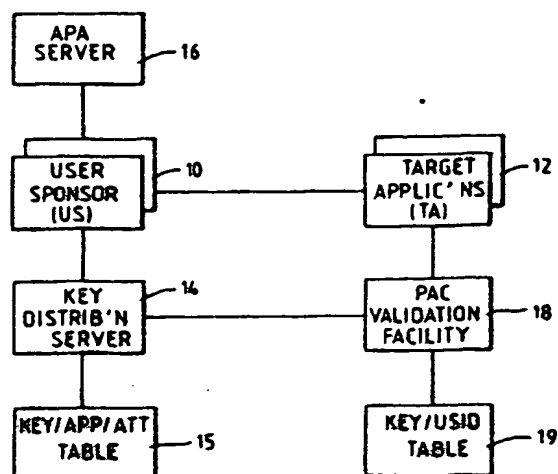 APA
SERVER
16
USER
SPONSOR
(US)
10
TARGET
APPLIC'NS
(TA)
12
KEY
DISTRIB'N
SERVER
14
PAC
VALIDATION
FACILITY
18
KEY/APP/ATT
TABLE
15
KEY/USID
TABLE
19